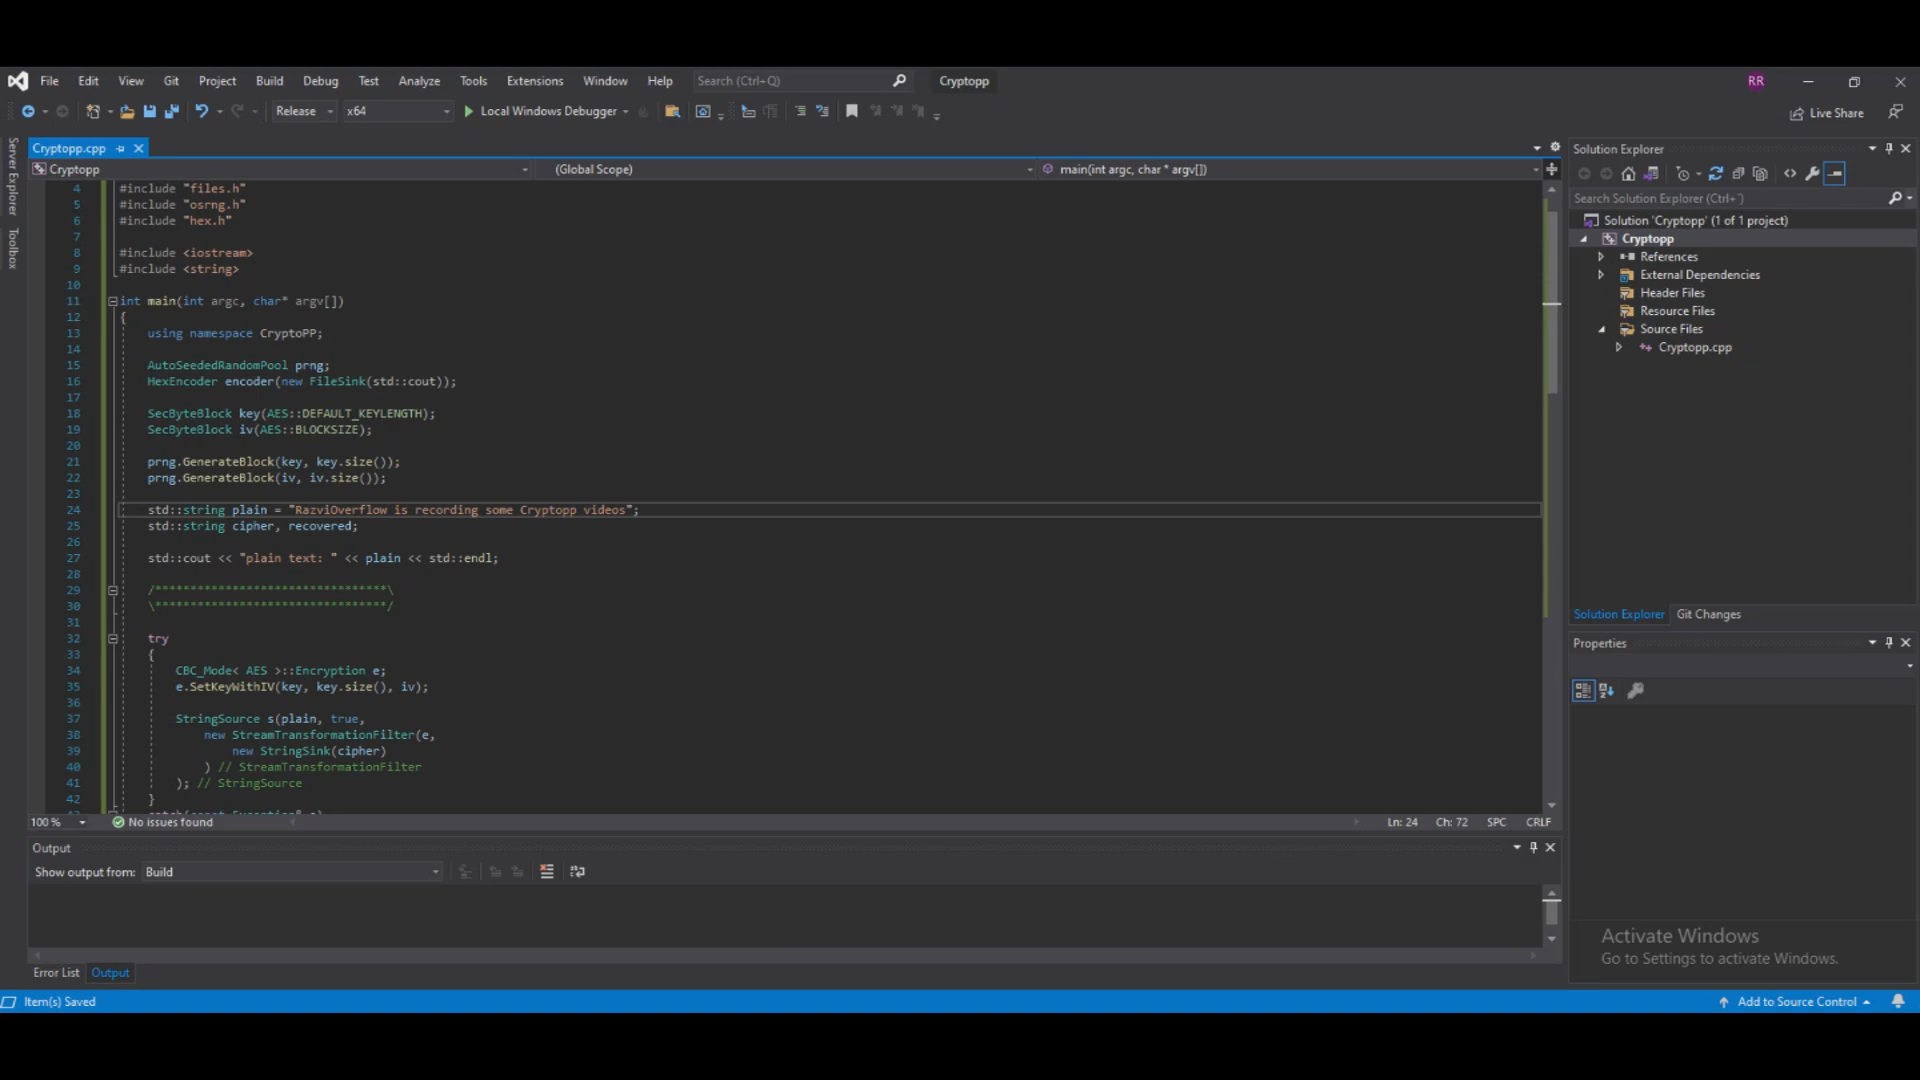 File Edit View Git Project Build Debug Test Analyze Tools Extensions Window Help Search (Ctrl+Q) Cryptopp RR
Release x64 Local Windows Debugger Live Share
Server Explorer
Toolbox
Cryptopp.cpp
Cryptopp (Global Scope) main(int argc, char * argv[])
4 #include "files.h"
5 #include "osrng.h"
6 #include "hex.h"
7
8 #include <iostream>
9 #include <string>
10
11 int main(int argc, char* argv[])
12 {
13 using namespace CryptoPP;
14
15 AutoSeededRandomPool prng;
16 HexEncoder encoder(new FileSink(std::cout));
17
18 SecByteBlock key(AES::DEFAULT_KEYLENGTH);
19 SecByteBlock iv(AES::BLOCKSIZE);
20
21 prng.GenerateBlock(key, key.size());
22 prng.GenerateBlock(iv, iv.size());
23
24 std::string plain = "RazviOverflow is recording some Cryptopp videos";
25 std::string cipher, recovered;
26
27 std::cout << "plain text: " << plain << std::endl;
28
29 /*********************************\
30 \*********************************/
31
32 try
33 {
34 CBC_Mode< AES >::Encryption e;
35 e.SetKeyWithIV(key, key.size(), iv);
36
37 StringSource s(plain, true,
38 new StreamTransformationFilter(e,
39 new StringSink(cipher)
40 ) // StreamTransformationFilter
41 ); // StringSource
42 }
100 % No issues found Ln: 24 Ch: 72 SPC CRLF
Output
Show output from: Build
Error List Output
Item(s) Saved Add to Source Control
Solution Explorer
Search Solution Explorer (Ctrl+´)
Solution 'Cryptopp' (1 of 1 project)
Cryptopp
References
External Dependencies
Header Files
Resource Files
Source Files
Cryptopp.cpp
Solution Explorer Git Changes
Properties
Activate Windows
Go to Settings to activate Windows.